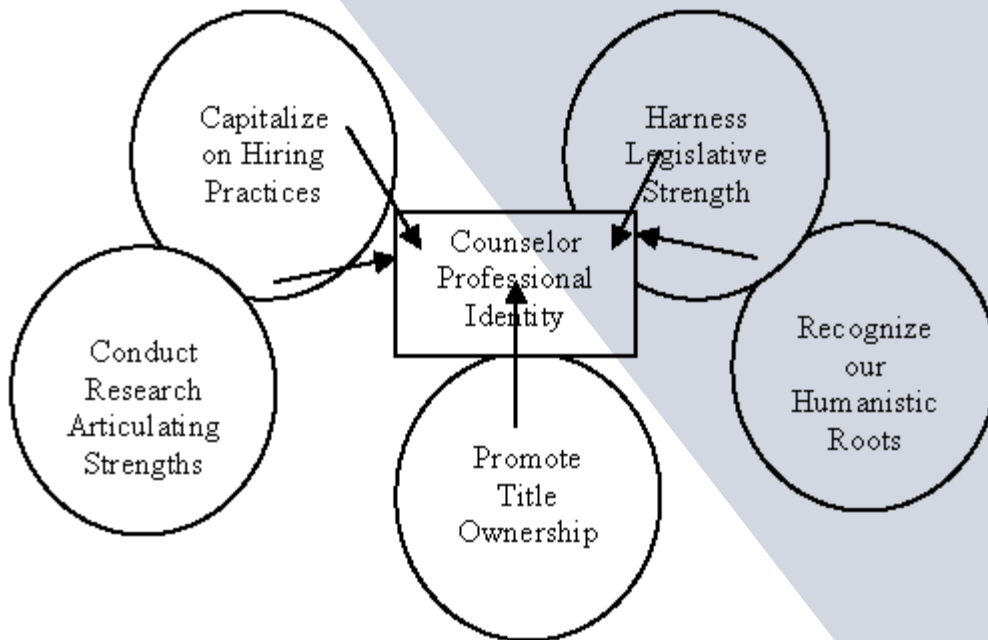 Capitalize
on Hiring
Practices
Harness
Legislative
Strength
Counselor
Professional
Identity
Conduct
Research
Articulating
Strengths
Recognize
our
Humanistic
Roots
Promote
Title
Ownership